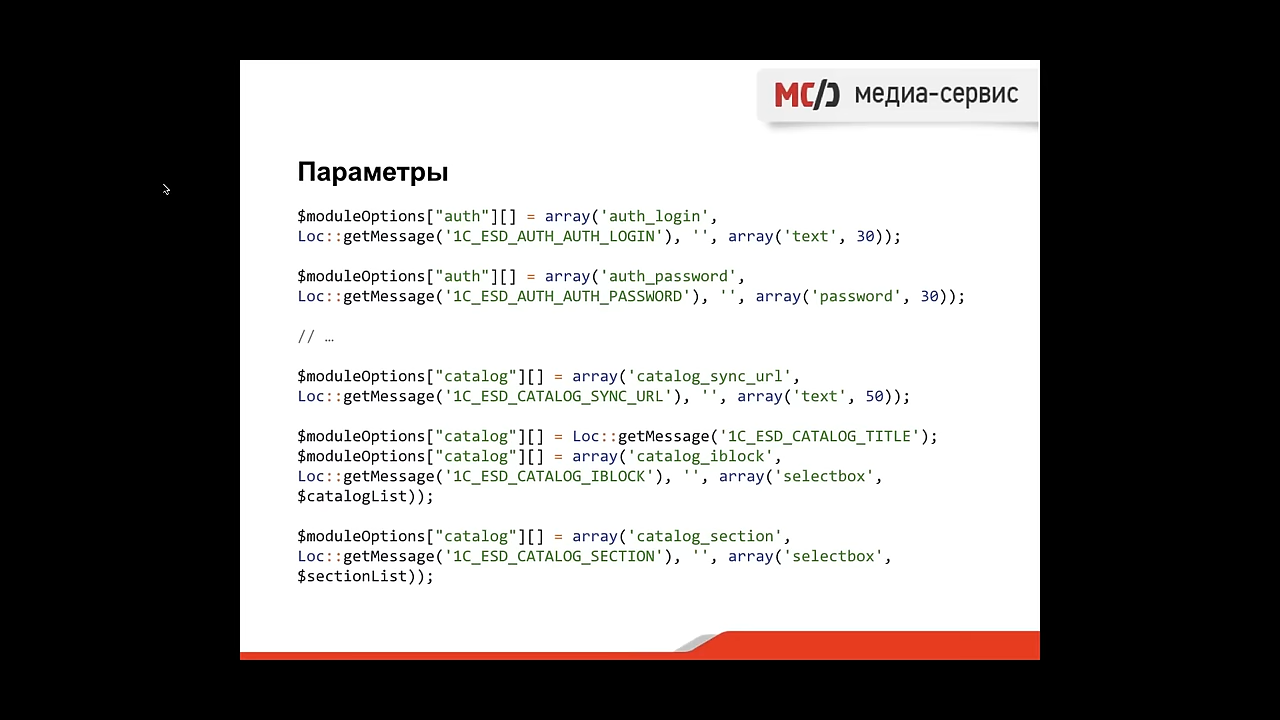 МС/Э медиа-сервис
Параметры
$moduleOptions["auth"][] = array('auth_login',
Loc::getMessage('1C_ESD_AUTH_AUTH_LOGIN'), '', array('text', 30));
$moduleOptions["auth"][] = array('auth_password',
Loc::getMessage('1C_ESD_AUTH_AUTH_PASSWORD'), '', array('password', 30));
// …
$moduleOptions["catalog"][] = array('catalog_sync_url',
Loc::getMessage('1C_ESD_CATALOG_SYNC_URL'), '', array('text', 50));
$moduleOptions["catalog"][] = Loc::getMessage('1C_ESD_CATALOG_TITLE');
$moduleOptions["catalog"][] = array('catalog_iblock',
Loc::getMessage('1C_ESD_CATALOG_IBLOCK'), '', array('selectbox',
$catalogList));
$moduleOptions["catalog"][] = array('catalog_section',
Loc::getMessage('1C_ESD_CATALOG_SECTION'), '', array('selectbox',
$sectionList));